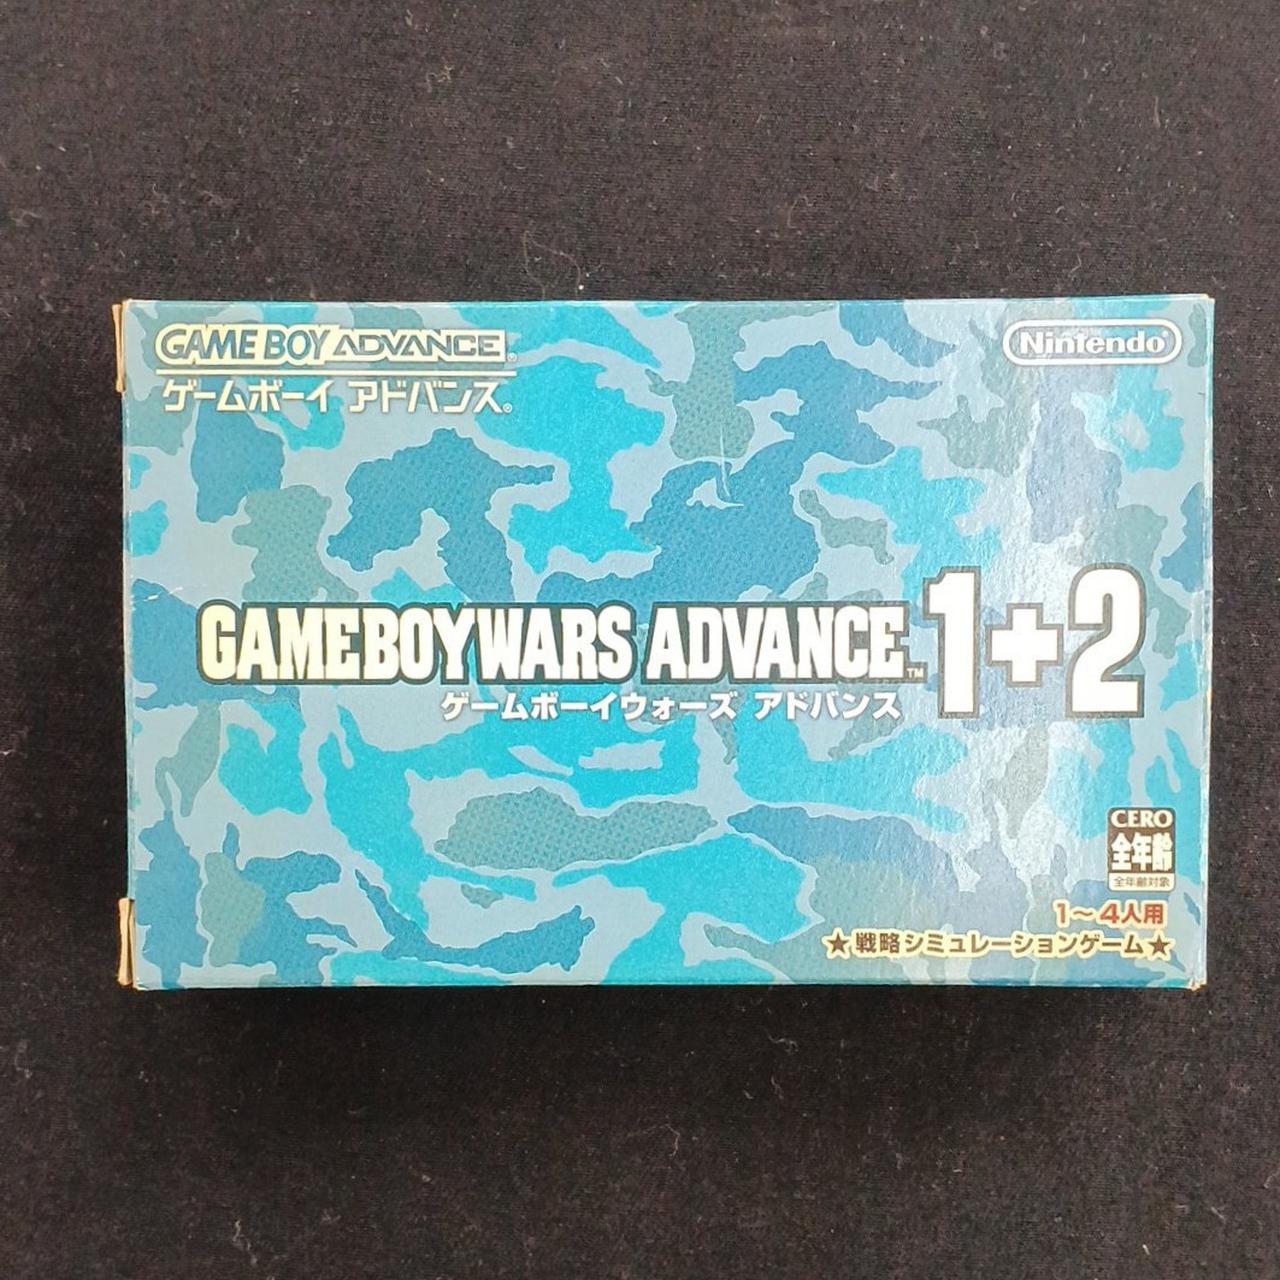 GAME BOY ADVANCE®
ゲームボーイ アドバンス®
Nintendo®
GAMEBOYWARS ADVANCE™ 1+2
ゲームボーイウォーズ アドバンス
CERO
全年齢
全年齢対象
1〜4人用
★戦略シミュレーションゲーム★